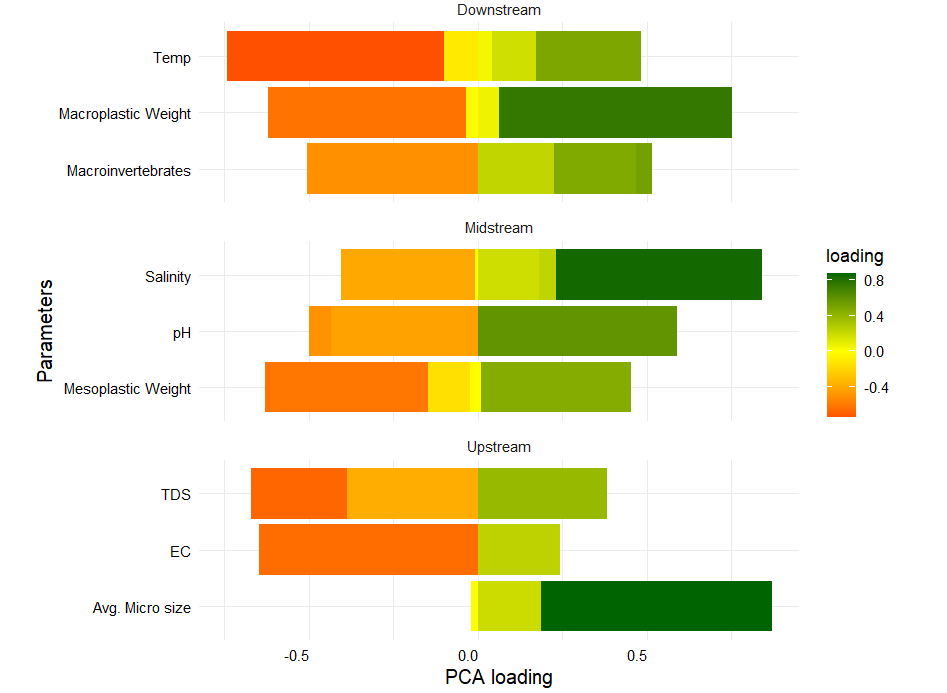 Downstream
Temp
Macroplastic Weight
Macroinvertebrates
Midstream
Salinity
pH
Mesoplastic Weight
Upstream
TDS
EC
Avg. Micro size
-0.5
0.0
0.5
PCA loading
Parameters
loading
0.8
0.4
0.0
-0.4